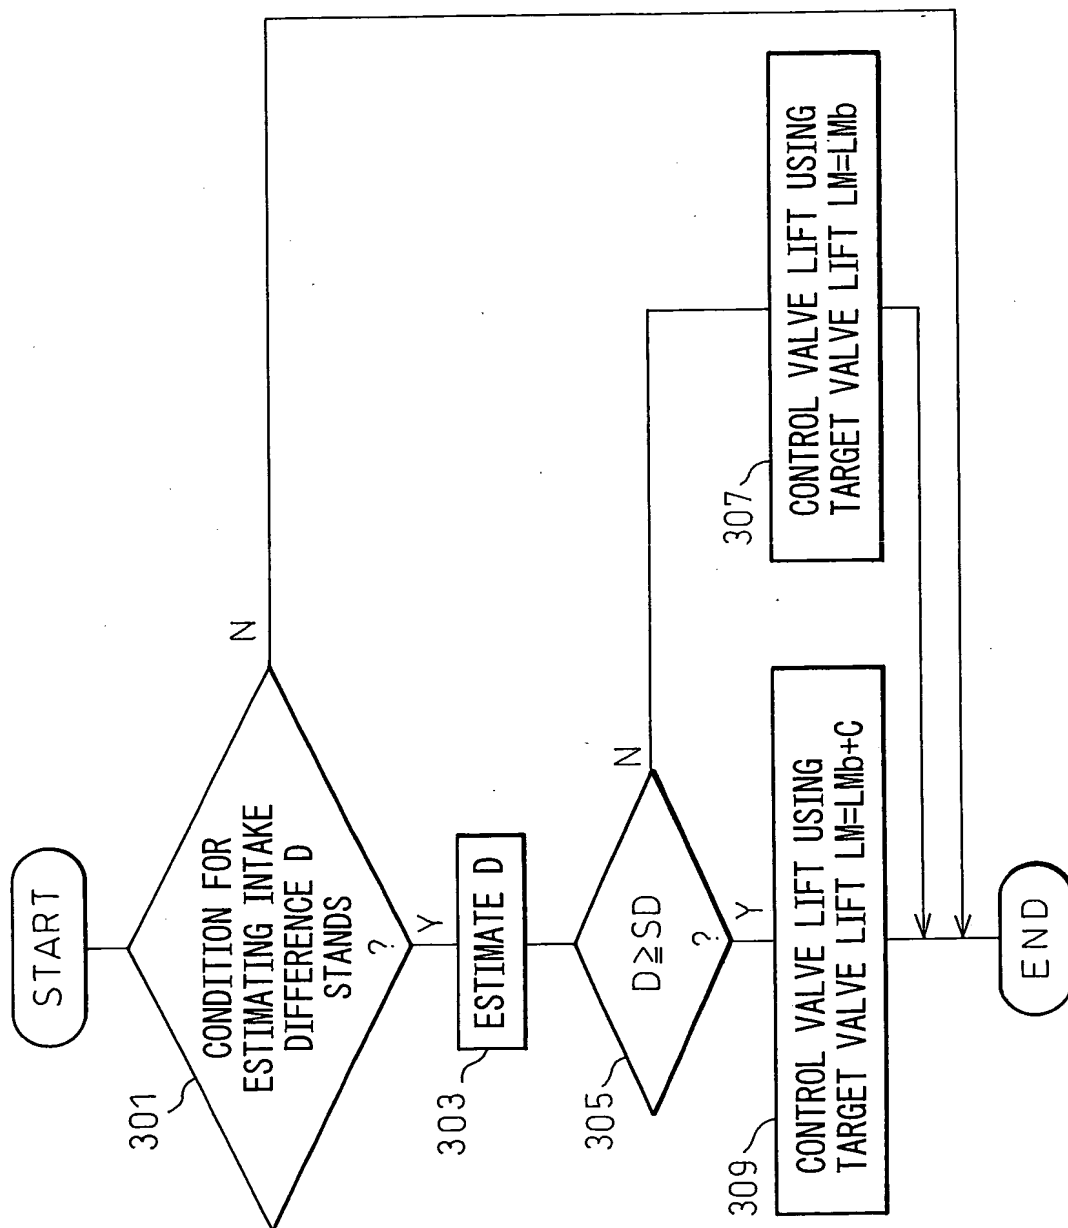 START
301
CONDITION FOR
ESTIMATING INTAKE
DIFFERENCE D
STANDS
?
N
Y
303
ESTIMATE D
305
D≧SD
?
N
Y
307
CONTROL VALVE LIFT USING
TARGET VALVE LIFT LM=LMb
309
CONTROL VALVE LIFT USING
TARGET VALVE LIFT LM=LMb+C
END